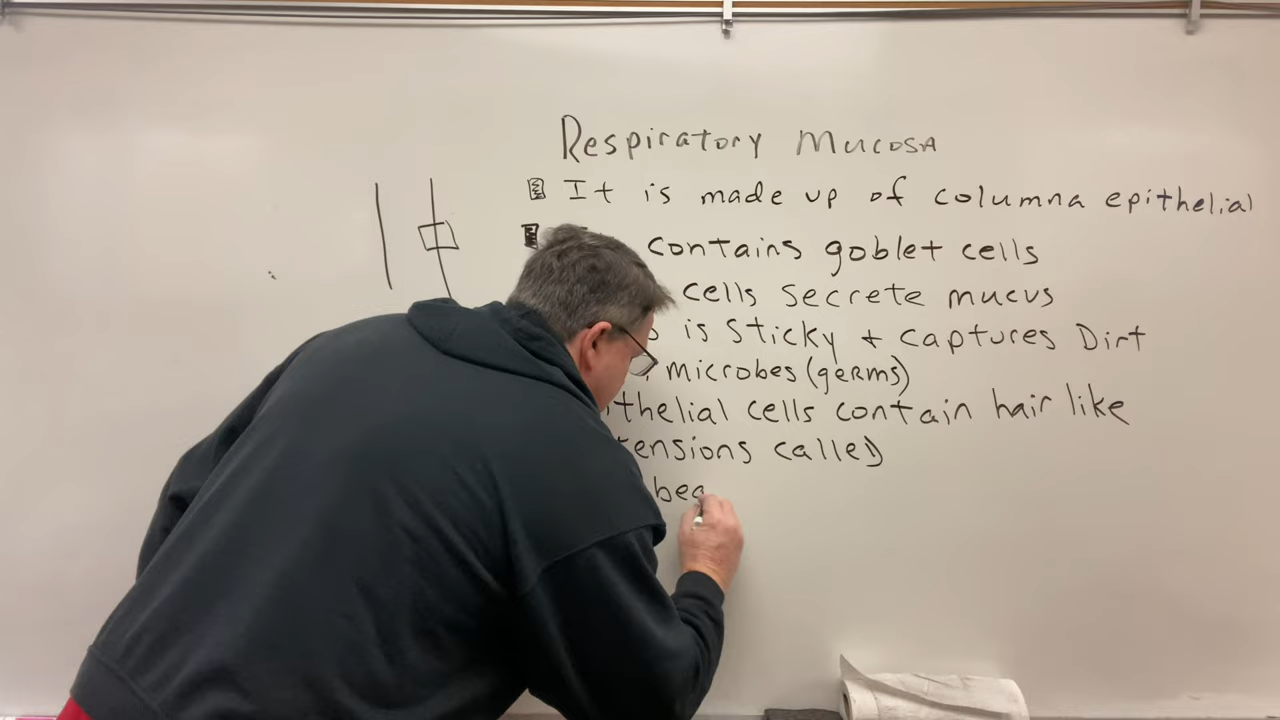 Respiratory Mucosa
It is made up of columna epithelial
contains goblet cells
cells secrete mucus
is sticky + captures Dirt
microbes (germs)
thelial cells contain hair like
tensions called
bea